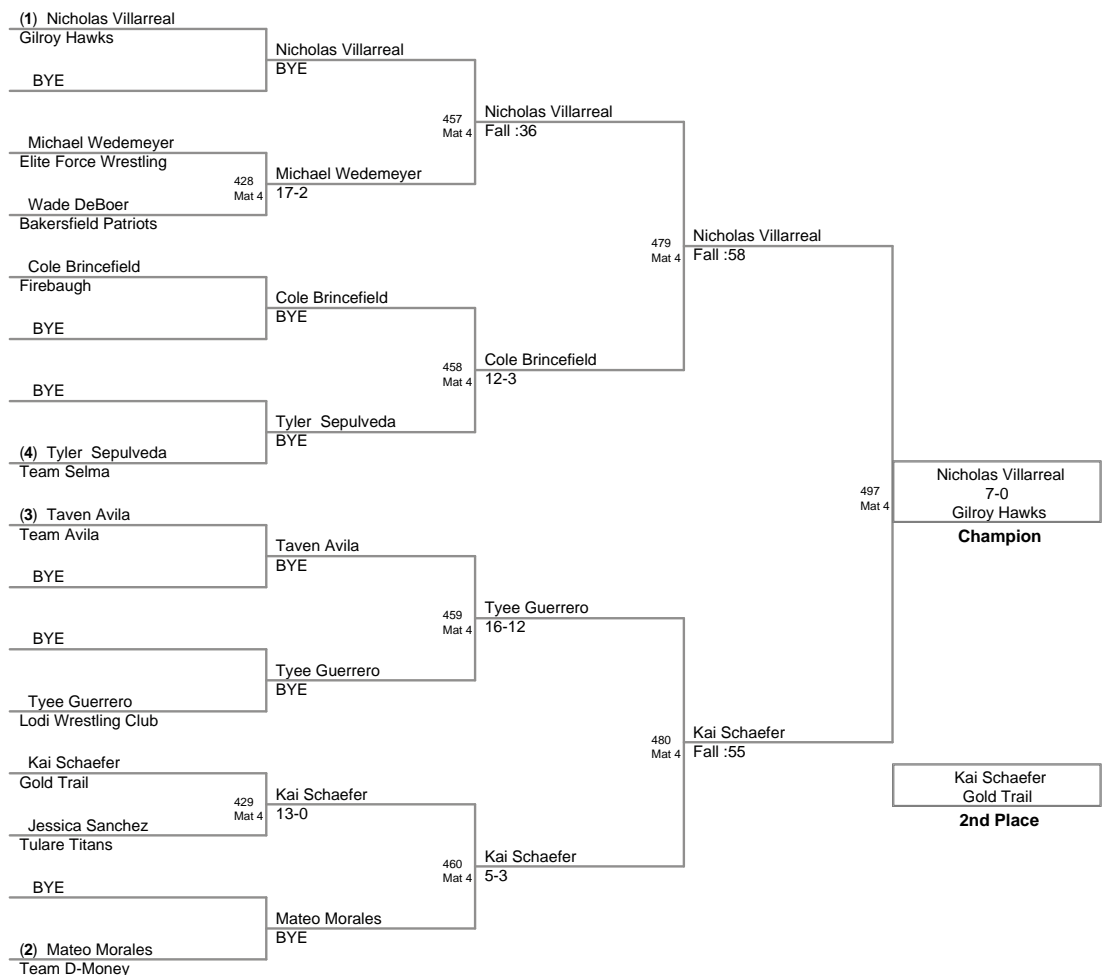 (1) Nicholas Villarreal
Gilroy Hawks
BYE
Michael Wedemeyer
Elite Force Wrestling
Wade DeBoer
Bakersfield Patriots
Cole Brincefield
Firebaugh
BYE
BYE
(4) Tyler  Sepulveda
Team Selma
(3) Taven Avila
Team Avila
BYE
BYE
Tyee Guerrero
Lodi Wrestling Club
Kai Schaefer
Gold Trail
Jessica Sanchez
Tulare Titans
BYE
(2) Mateo Morales
Team D-Money
Nicholas Villarreal
BYE
428
Mat 4
Michael Wedemeyer
17-2
Cole Brincefield
BYE
Tyler  Sepulveda
BYE
Taven Avila
BYE
Tyee Guerrero
BYE
429
Mat 4
Kai Schaefer
13-0
Mateo Morales
BYE
457
Mat 4
Nicholas Villarreal
Fall :36
458
Mat 4
Cole Brincefield
12-3
459
Mat 4
Tyee Guerrero
16-12
460
Mat 4
Kai Schaefer
5-3
479
Mat 4
Nicholas Villarreal
Fall :58
480
Mat 4
Kai Schaefer
Fall :55
497
Mat 4
Nicholas Villarreal
7-0
Gilroy Hawks
Champion
Kai Schaefer
Gold Trail
2nd Place